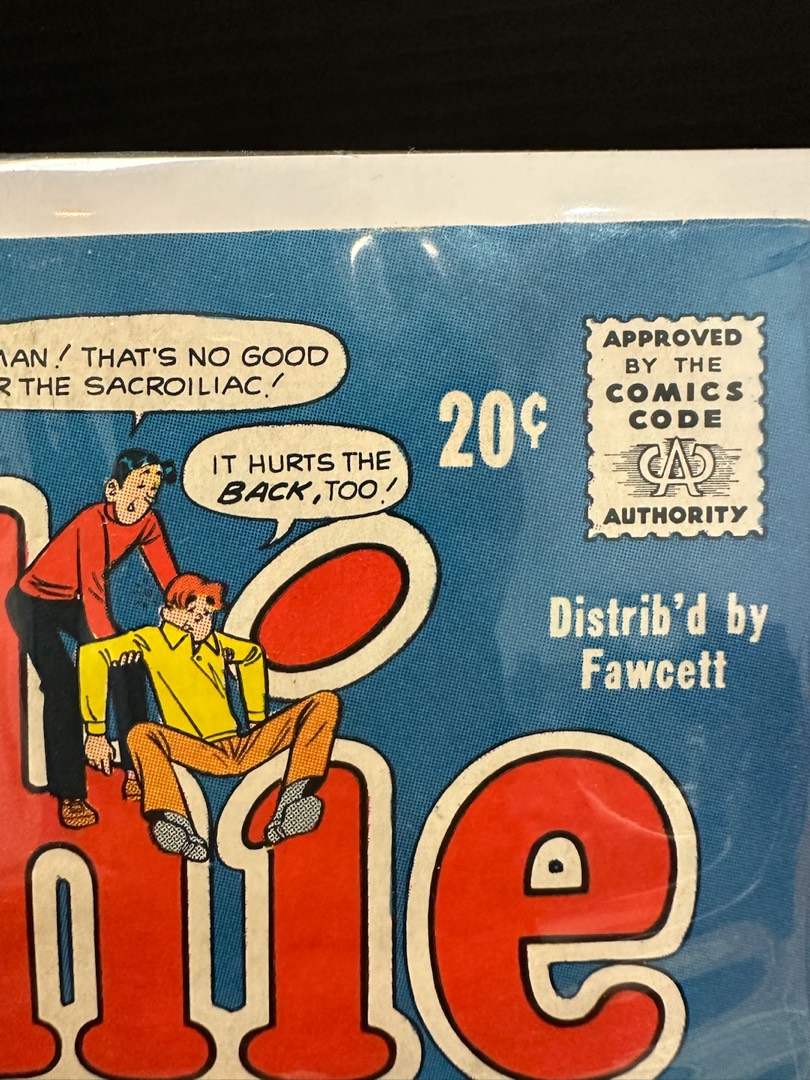 MAN! THAT'S NO GOOD
R THE SACROILIAC!
IT HURTS THE
BACK, TOO!
20¢
APPROVED
BY THE
COMICS
CODE
CA
AUTHORITY
Distrib'd by
Fawcett
hie